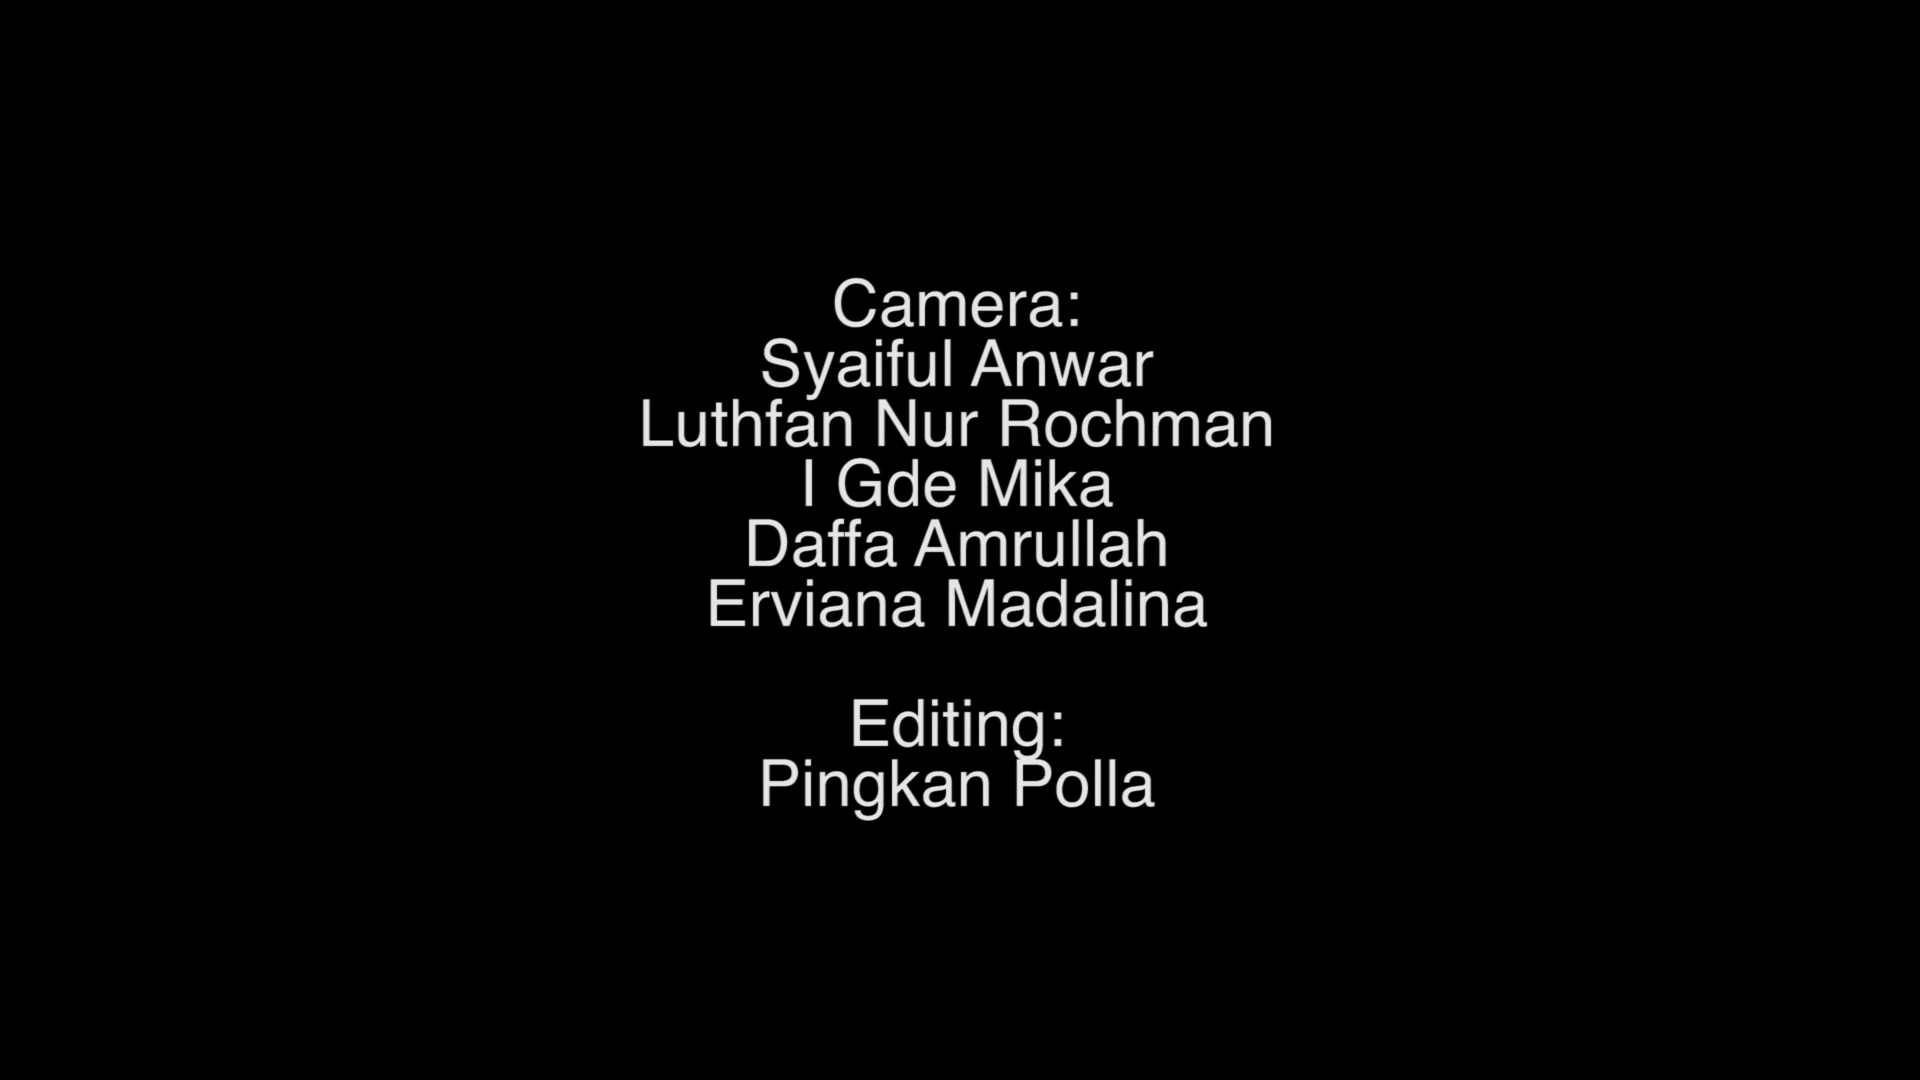 Camera:
Syaiful Anwar
Luthfan Nur Rochman
I Gde Mika
Daffa Amrullah
Erviana Madalina
Editing:
Pingkan Polla